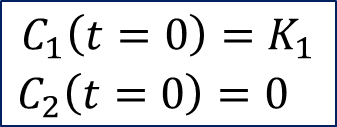 C₁(t = 0) = K₁
C₂(t = 0) = 0